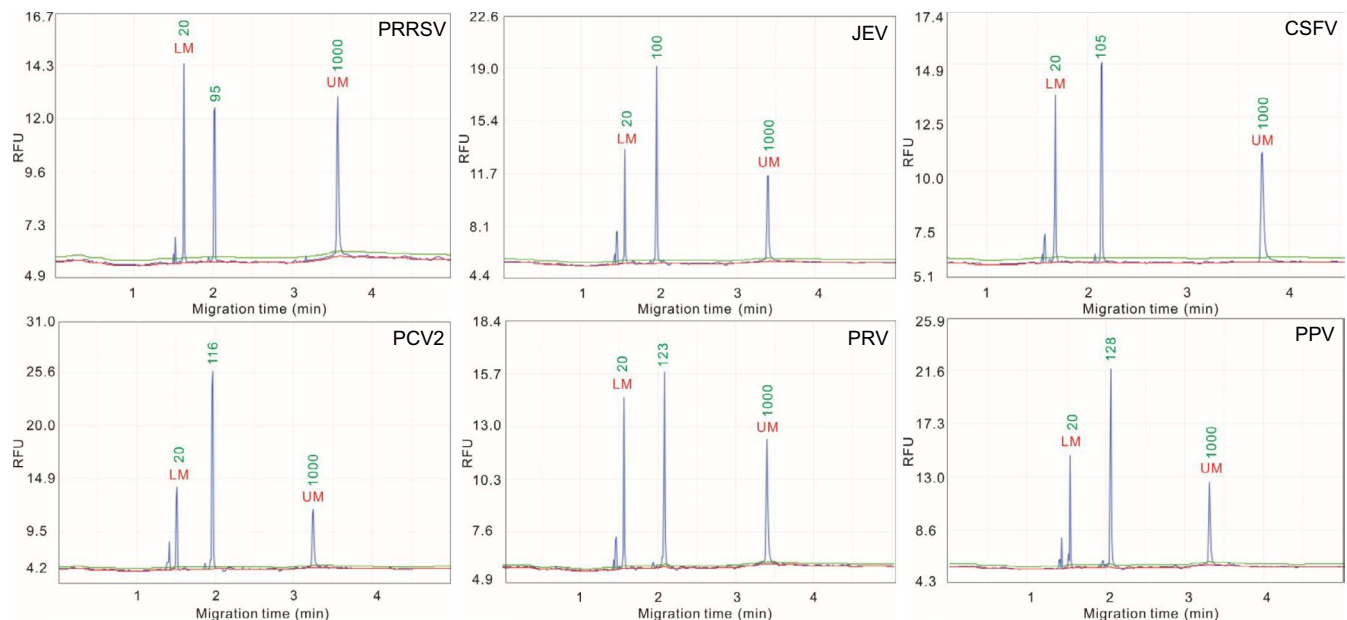 PRRSV
16.7
14.3
12.0
9.6
7.3
4.9
RFU
20
LM
95
1000
UM
1 2 3 4
Migration time (min)
JEV
22.6
19.0
15.4
11.7
8.1
4.4
RFU
20
LM
100
1000
UM
1 2 3 4
Migration time (min)
CSFV
17.4
14.9
12.5
10.0
7.5
5.1
RFU
20
LM
105
1000
UM
1 2 3 4
Migration time (min)
PCV2
31.0
25.6
20.0
14.9
9.5
4.2
RFU
20
LM
116
1000
UM
1 2 3 4
Migration time (min)
PRV
18.4
15.7
13.0
10.3
7.6
4.9
RFU
20
LM
123
1000
UM
1 2 3 4
Migration time (min)
PPV
25.9
21.6
17.3
13.0
8.6
4.3
RFU
20
LM
128
1000
UM
1 2 3 4
Migration time (min)